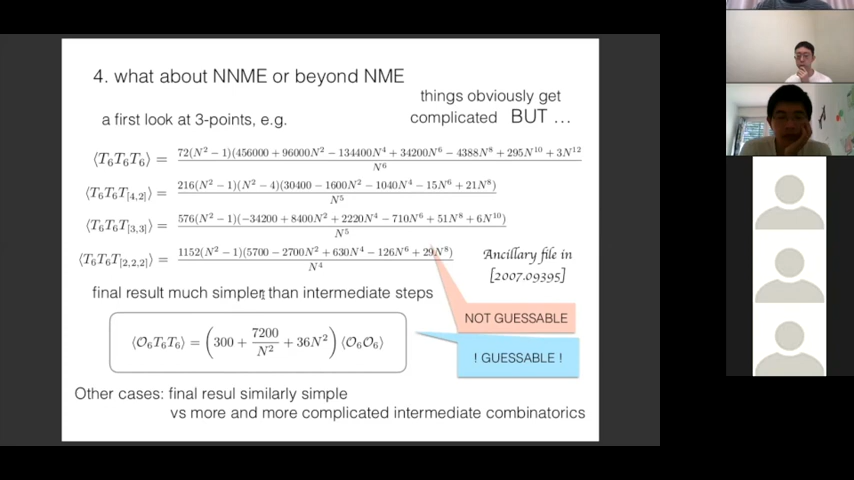 4. what about NNME or beyond NME
things obviously get
complicated BUT ...
a first look at 3-points, e.g.
⟨T₆T₆T₆⟩ = 72(N² − 1)(456000 + 96000N² − 134400N⁴ + 34200N⁶ − 4388N⁸ + 295N¹⁰ + 3N¹²) / N⁶
⟨T₆T₆T[4,2]⟩ = 216(N² − 1)(N² − 4)(30400 − 1600N² − 1040N⁴ − 15N⁶ + 21N⁸) / N⁵
⟨T₆T₆T[3,3]⟩ = 576(N² − 1)(−34200 + 8400N² + 2220N⁴ − 710N⁶ + 51N⁸ + 6N¹⁰) / N⁵
⟨T₆T₆T[2,2,2]⟩ = 1152(N² − 1)(5700 − 2700N² + 630N⁴ − 126N⁶ + 29N⁸) / N⁴
Ancillary file in
[2007.09395]
final result much simpler than intermediate steps
NOT GUESSABLE
⟨O₆T₆T₆⟩ = (300 + 7200/N² + 36N²) ⟨O₆O₆⟩
! GUESSABLE !
Other cases: final resul similarly simple
vs more and more complicated intermediate combinatorics